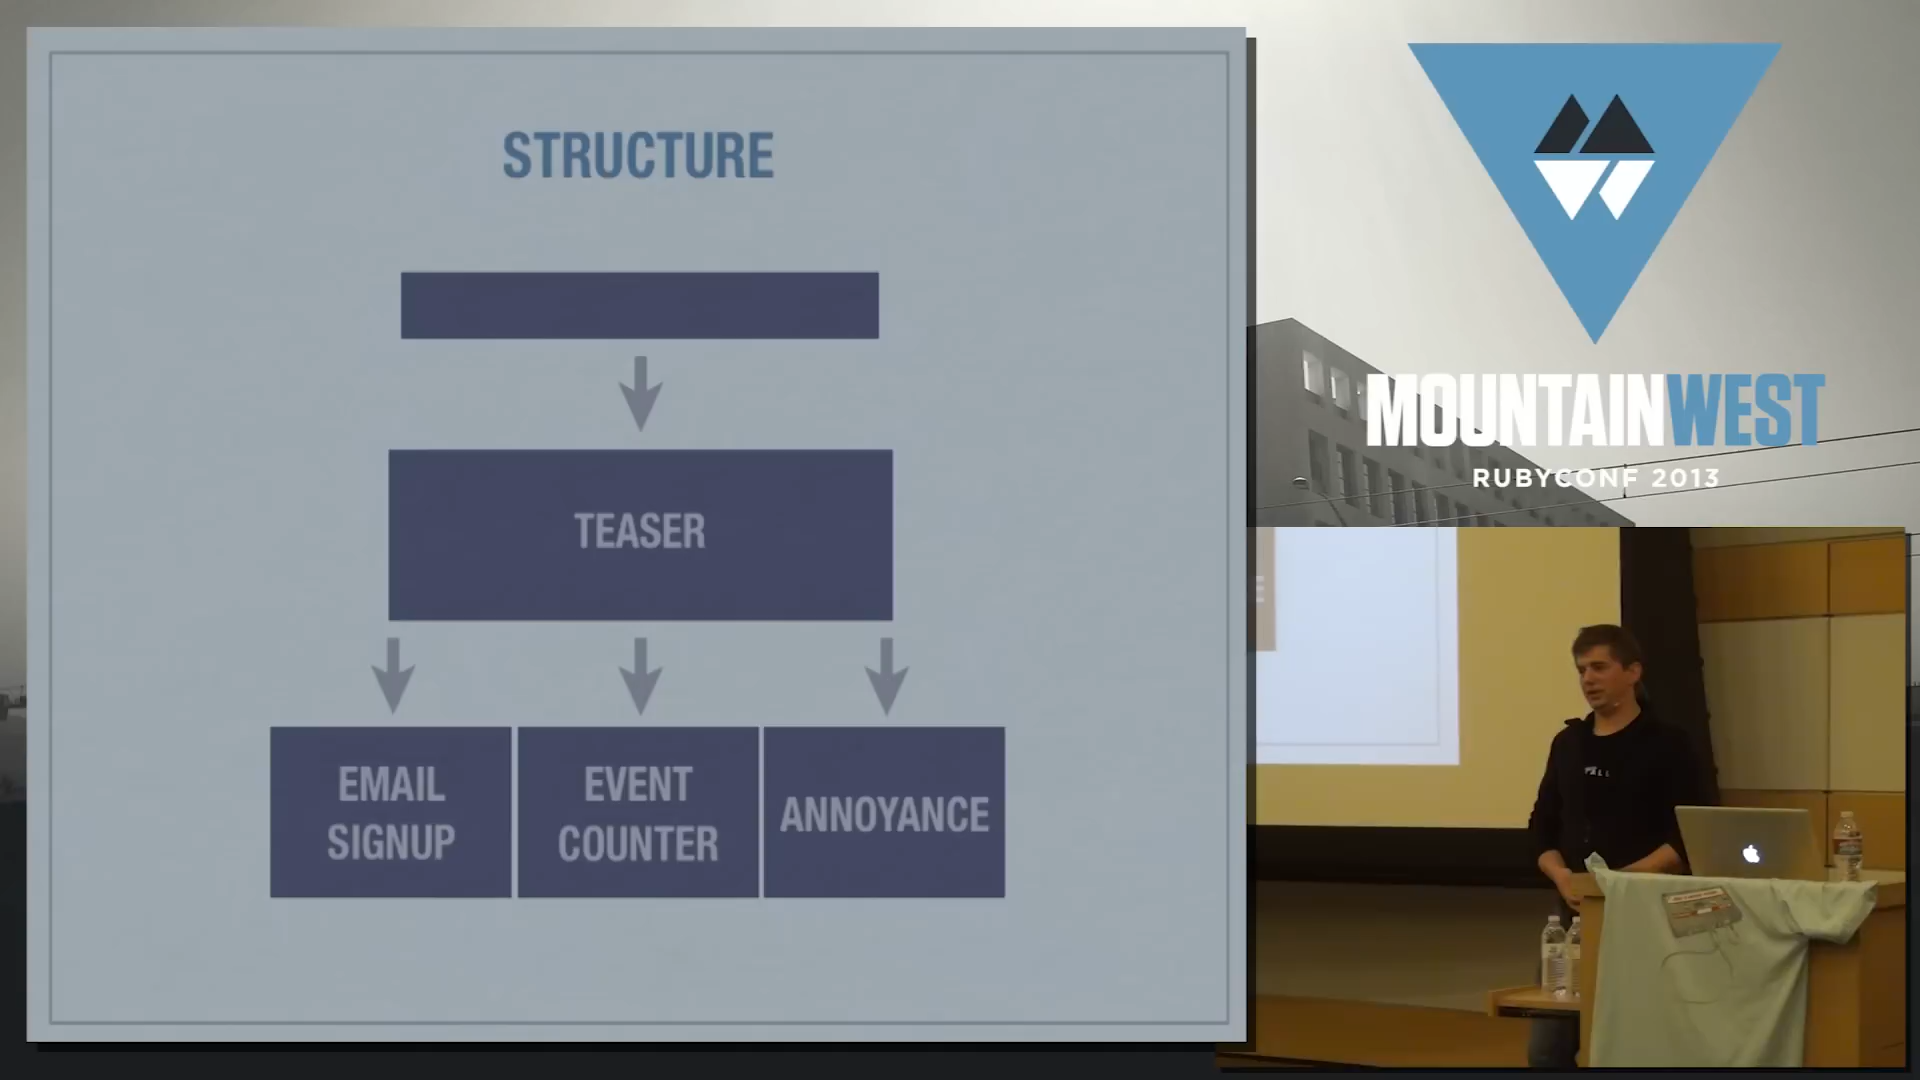 STRUCTURE
TEASER
EMAIL
SIGNUP
EVENT
COUNTER
ANNOYANCE
MOUNTAINWEST
RUBYCONF 2013